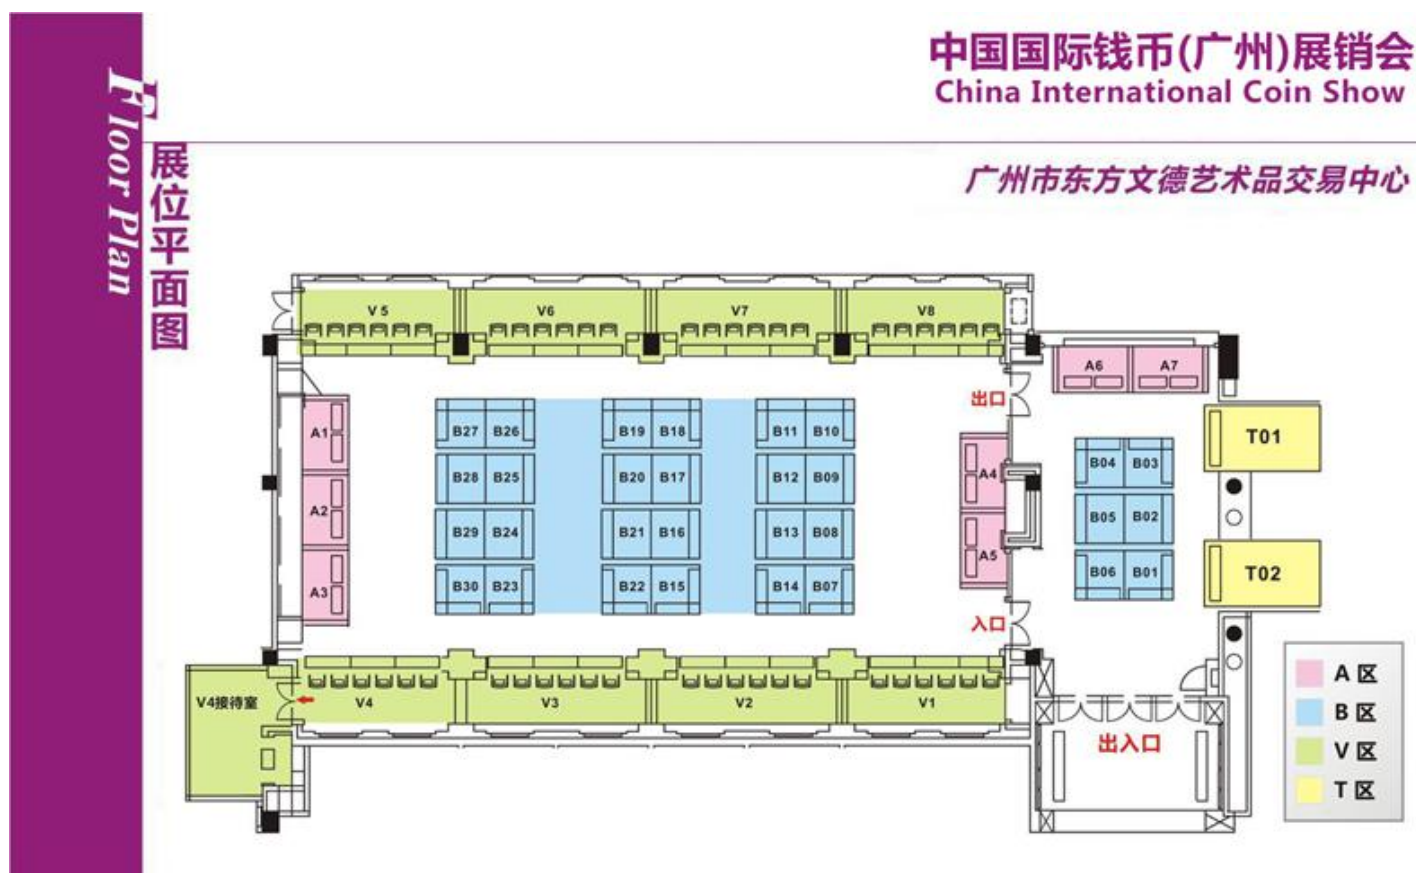 中国国际钱币(广州)展销会
China International Coin Show
Floor Plan
展位平面图
广州市东方文德艺术品交易中心
V 5 V6 V7 V8
A6 A7
出口
A1
B27 B26 B19 B18 B11 B10
T01
B04 B03
A4
B28 B25 B20 B17 B12 B09
A2
B05 B02
B29 B24 B21 B16 B13 B08
A5
T02
B06 B01
A3
B30 B23 B22 B15 B14 B07
入口
V4接待室
V4 V3 V2 V1
出入口
A 区
B 区
V 区
T 区